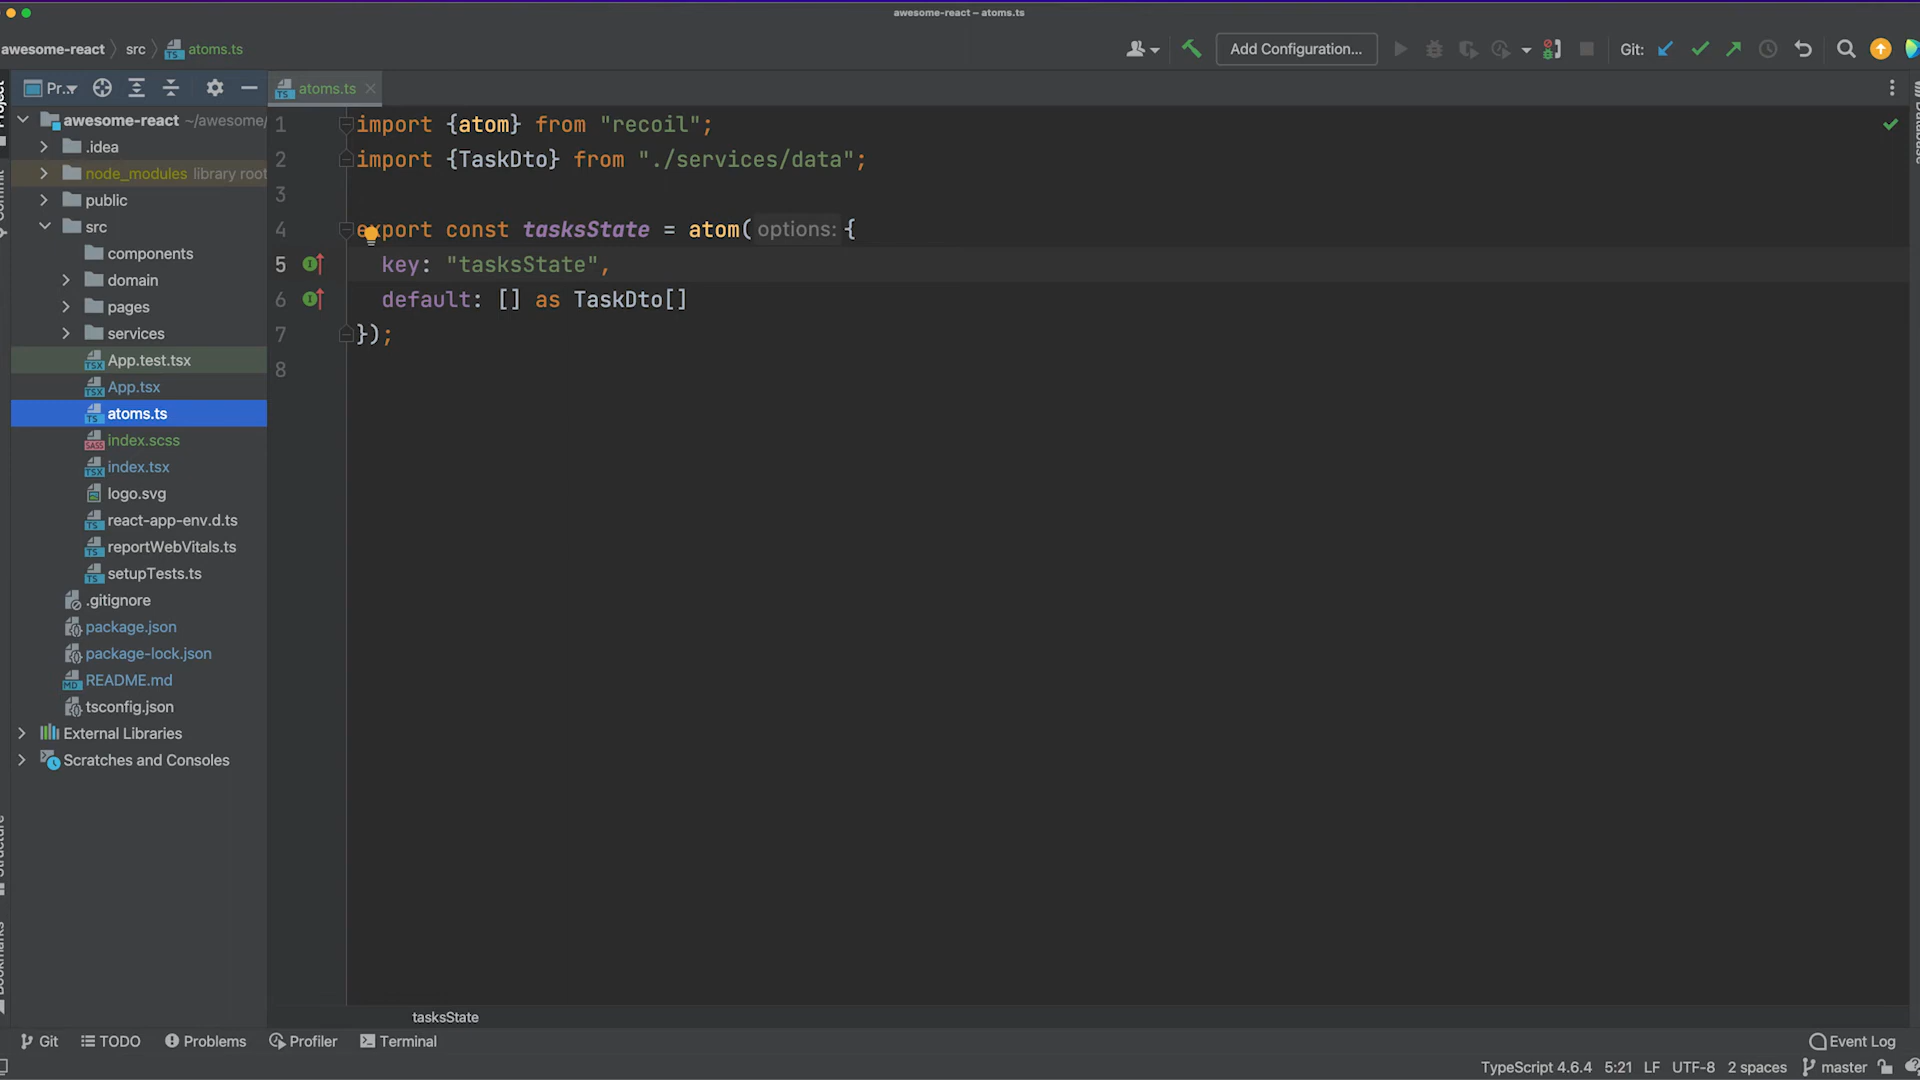 awesome-react – atoms.ts
awesome-react src atoms.ts
Add Configuration...
Git:
Pr...
atoms.ts
awesome-react ~/awesome/
.idea
node_modules library root
public
src
components
domain
pages
services
App.test.tsx
App.tsx
atoms.ts
index.scss
index.tsx
logo.svg
react-app-env.d.ts
reportWebVitals.ts
setupTests.ts
.gitignore
package.json
package-lock.json
README.md
tsconfig.json
External Libraries
Scratches and Consoles
1 import {atom} from "recoil";
2 import {TaskDto} from "./services/data";
3
4 export const tasksState = atom( options: {
5 key: "tasksState",
6 default: [] as TaskDto[]
7 });
8
tasksState
Git TODO Problems Profiler Terminal
Event Log
TypeScript 4.6.4 5:21 LF UTF-8 2 spaces master